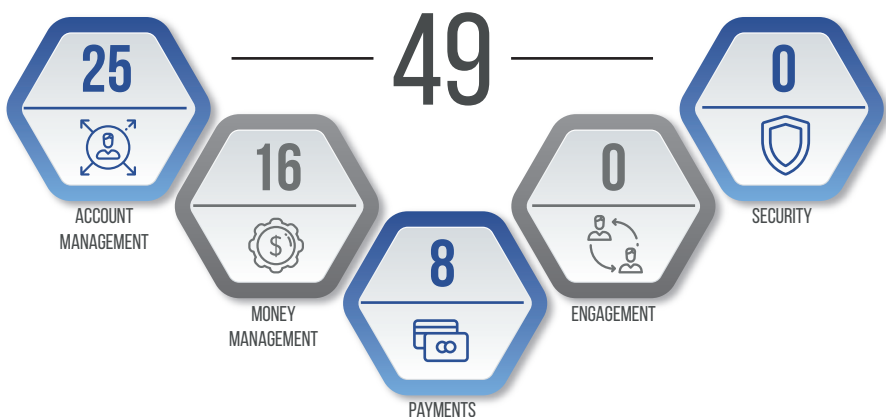 49
25
ACCOUNT
MANAGEMENT
16
$
MONEY
MANAGEMENT
8
PAYMENTS
0
ENGAGEMENT
0
SECURITY